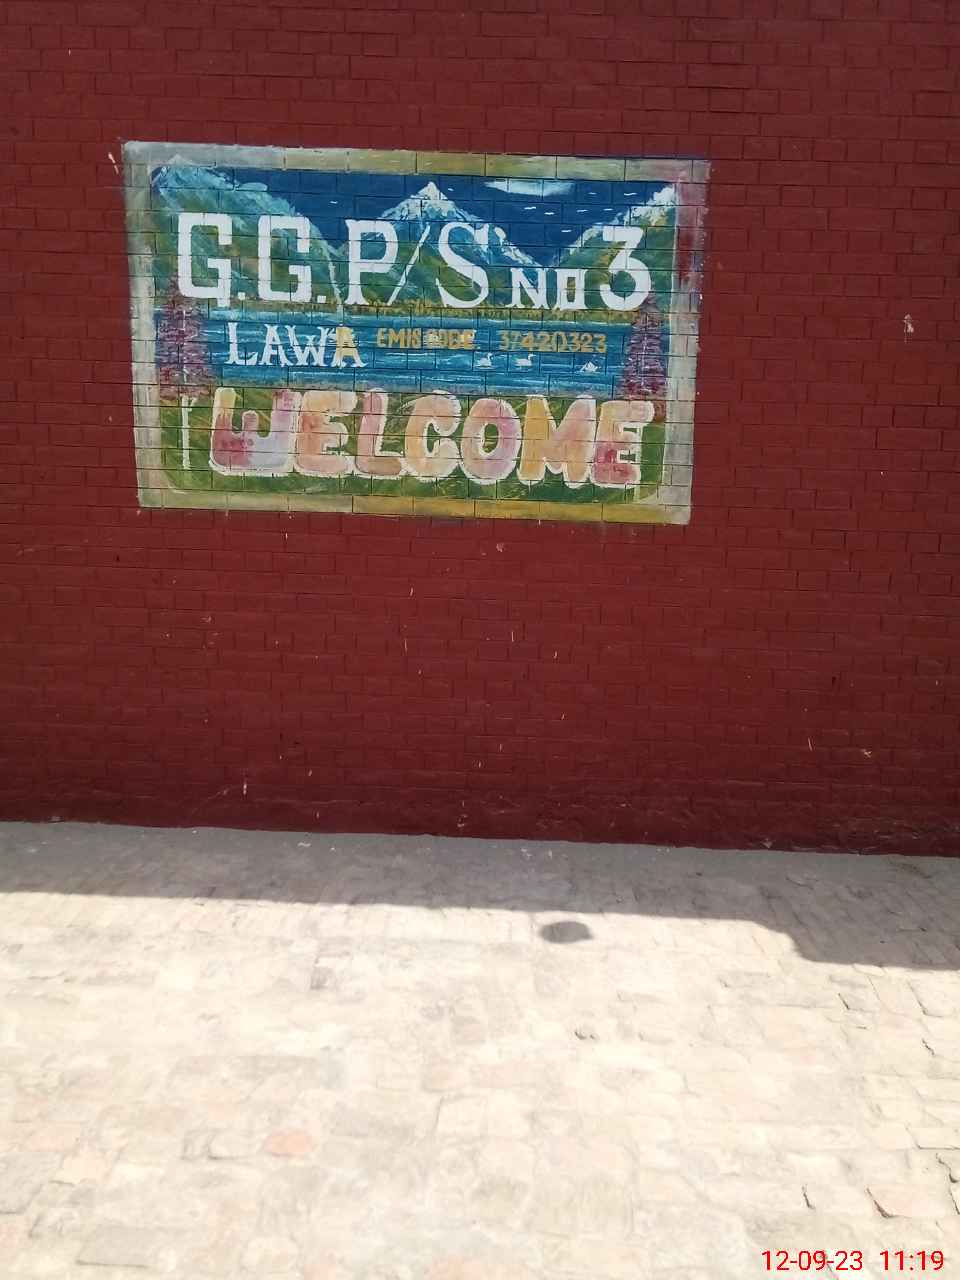 G.G.P/S NO 3
LAWA EMIS CODE 37420323
WELCOME
12-09-23 11:19